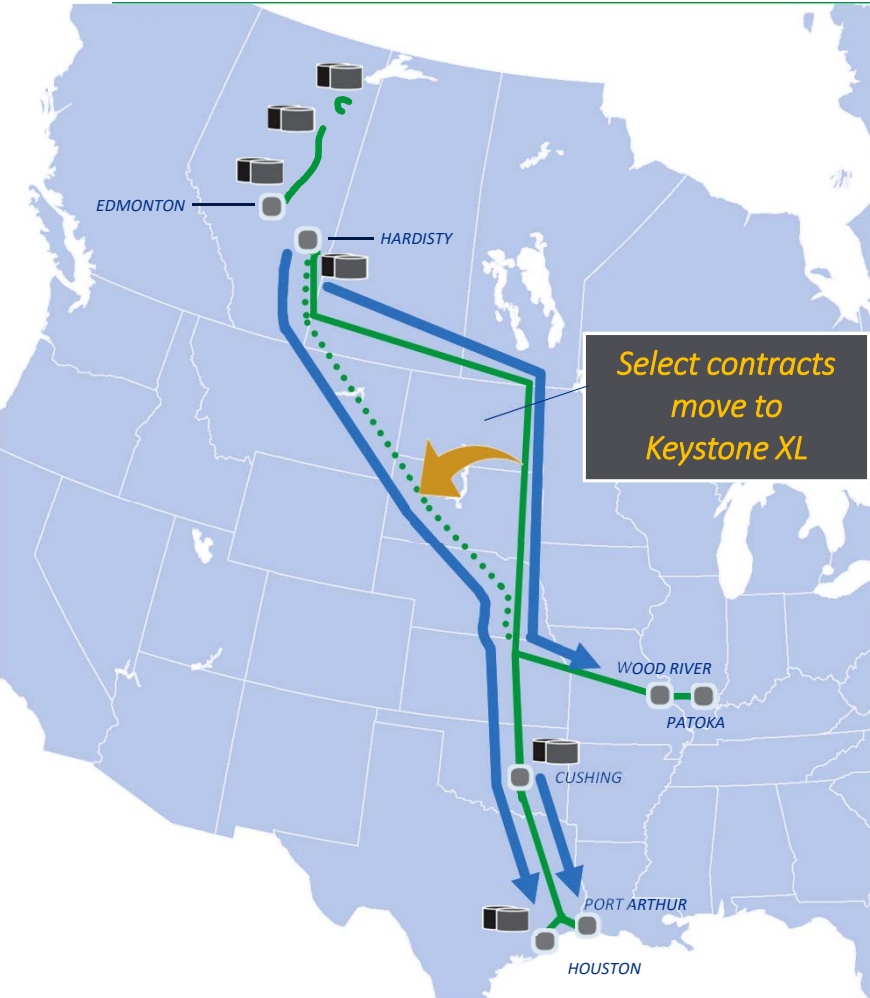 EDMONTON
HARDISTY
Select contracts
move to
Keystone XL
WOOD RIVER
PATOKA
CUSHING
PORT ARTHUR
HOUSTON